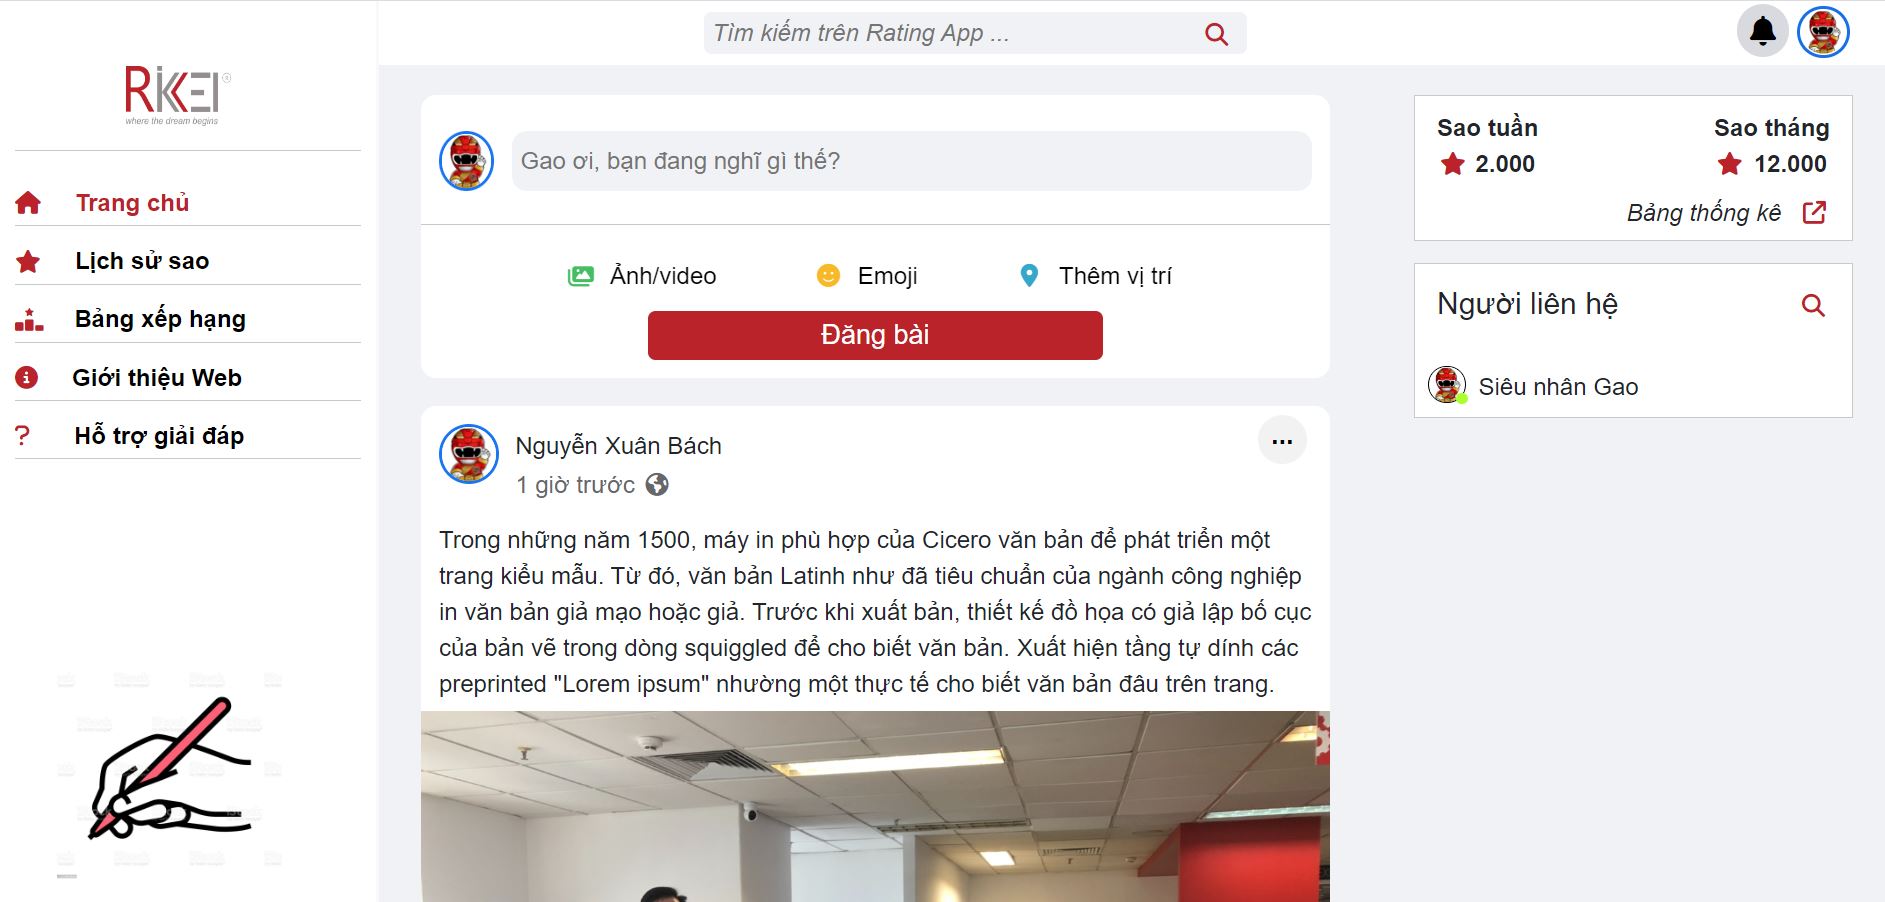 RIKKEI
where the dream begins
Trang chủ
Lịch sử sao
Bảng xếp hạng
Giới thiệu Web
Hỗ trợ giải đáp
Tìm kiếm trên Rating App ...
Gao ơi, bạn đang nghĩ gì thế?
Ảnh/video
Emoji
Thêm vị trí
Đăng bài
Nguyễn Xuân Bách
1 giờ trước
Trong những năm 1500, máy in phù hợp của Cicero văn bản để phát triển một
trang kiểu mẫu. Từ đó, văn bản Latinh như đã tiêu chuẩn của ngành công nghiệp
in văn bản giả mạo hoặc giả. Trước khi xuất bản, thiết kế đồ họa có giả lập bố cục
của bản vẽ trong dòng squiggled để cho biết văn bản. Xuất hiện tầng tự dính các
preprinted "Lorem ipsum" nhường một thực tế cho biết văn bản đâu trên trang.
Sao tuần
Sao tháng
2.000
12.000
Bảng thống kê
Người liên hệ
Siêu nhân Gao